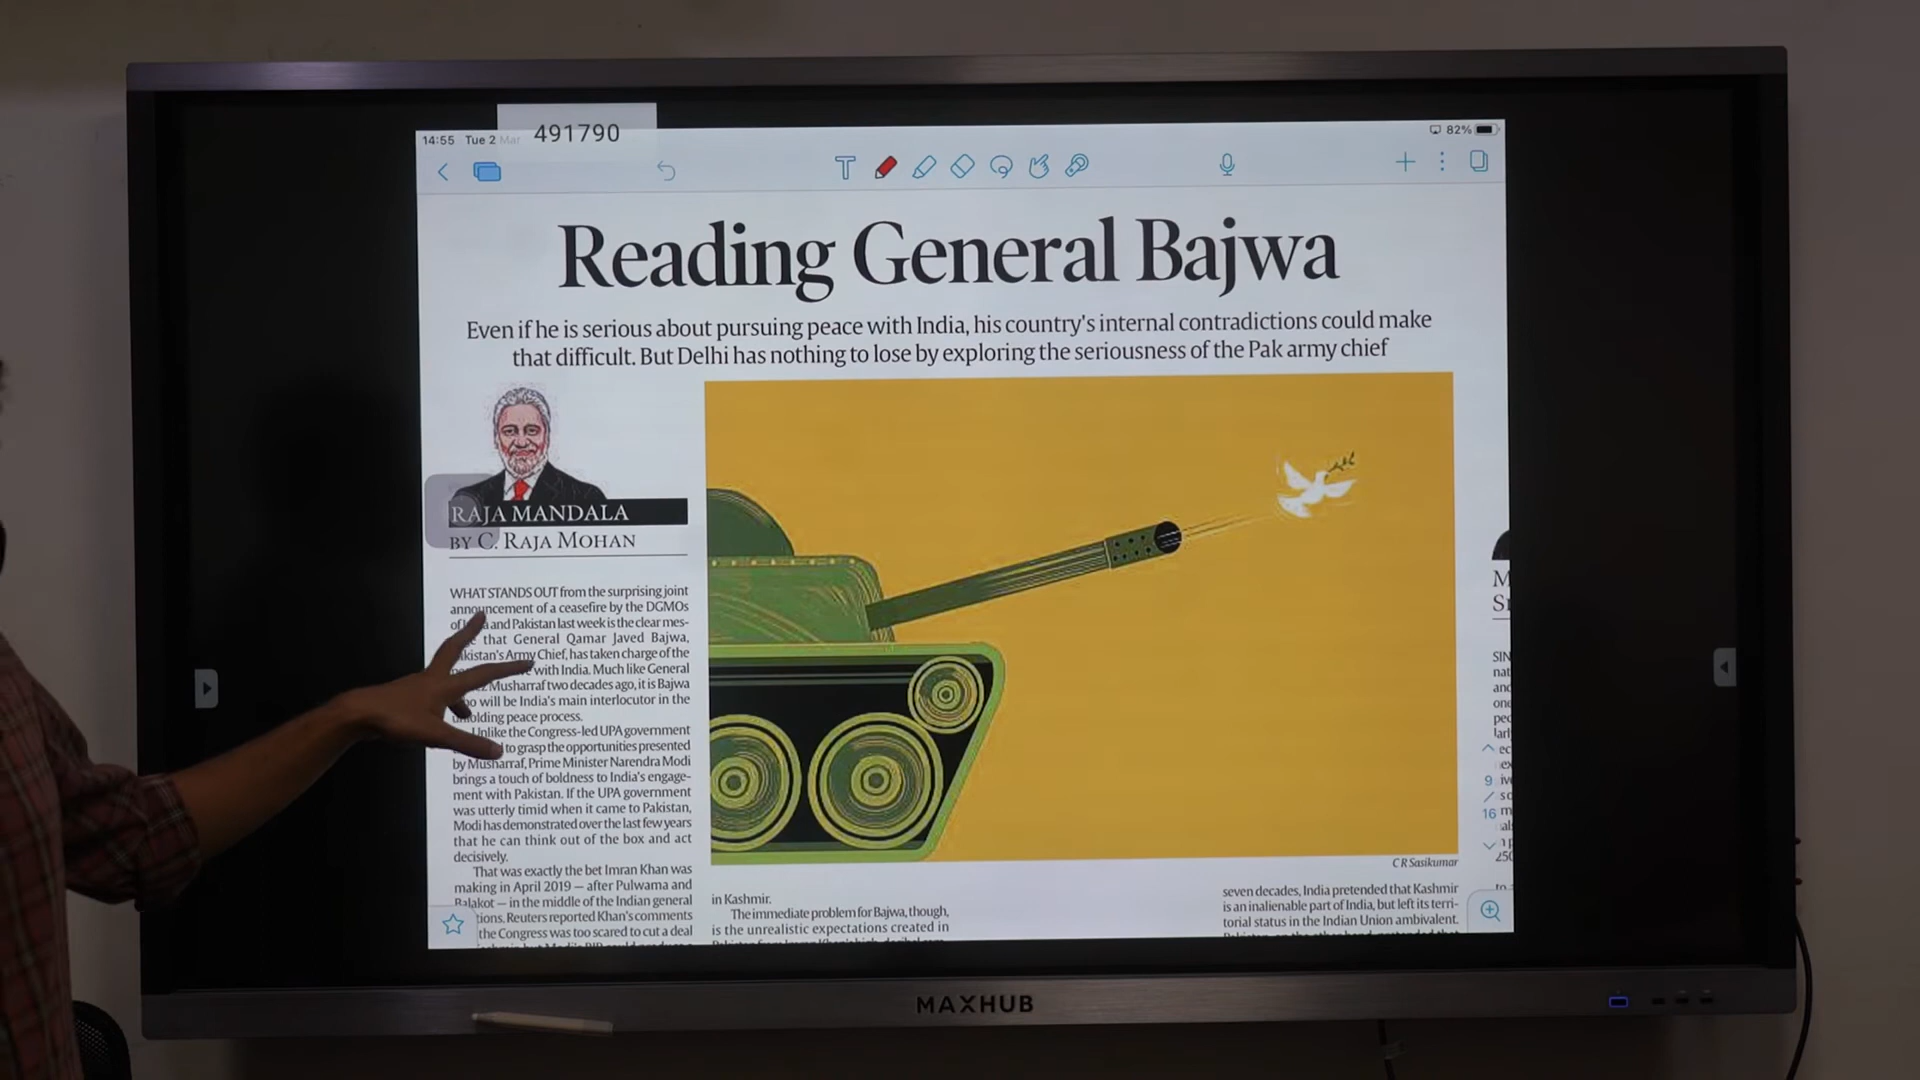 14:55 Tue 2 Mar
491790
82%
Reading General Bajwa
Even if he is serious about pursuing peace with India, his country's internal contradictions could make
that difficult. But Delhi has nothing to lose by exploring the seriousness of the Pak army chief
RAJA MANDALA
BY C. RAJA MOHAN
WHAT STANDS OUT from the surprising joint
announcement of a ceasefire by the DGMOs
and Pakistan last week is the clear mes-
that General Qamar Javed Bajwa,
Army Chief, has taken charge of the
with India. Much like General
Musharraf two decades ago, it is Bajwa
will be India's main interlocutor in the
peace process.
Unlike the Congress-led UPA government
to grasp the opportunities presented
by Musharraf, Prime Minister Narendra Modi
brings a touch of boldness to India's engage-
ment with Pakistan. If the UPA government
was utterly timid when it came to Pakistan,
Modi has demonstrated over the last few years
that he can think out of the box and act
decisively.
That was exactly the bet Imran Khan was
making in April 2019 — after Pulwama and
Balakot — in the middle of the Indian general
tions. Reuters reported Khan's comments
the Congress was too scared to cut a deal
C R Sasikumar
in Kashmir.
The immediate problem for Bajwa, though,
is the unrealistic expectations created in
seven decades, India pretended that Kashmir
is an inalienable part of India, but left its terri-
torial status in the Indian Union ambivalent.
SIN
nat
and
one
9
/
16
250
MAXHUB